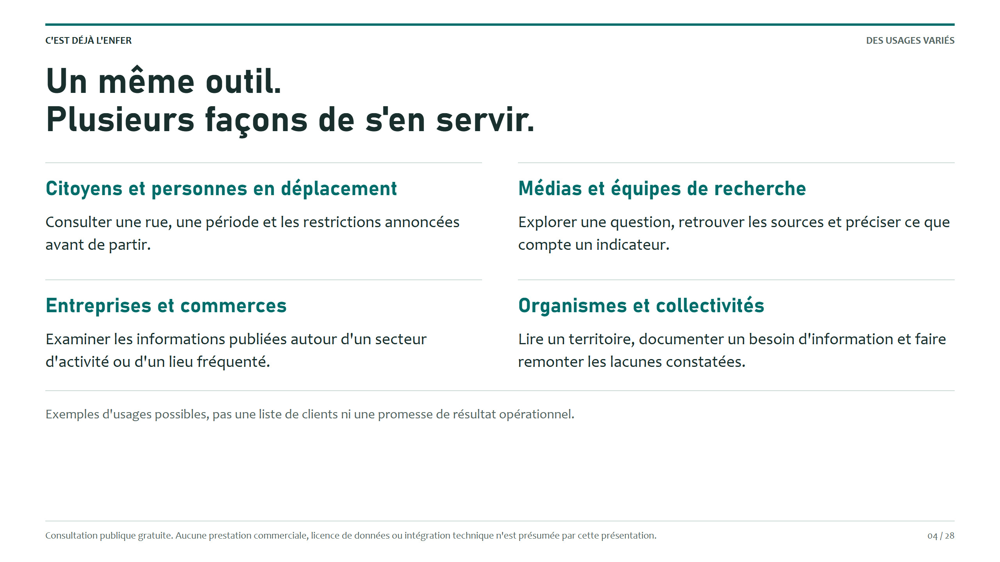 C'EST DÉJÀ L'ENFER
DES USAGES VARIÉS
Un même outil.
Plusieurs façons de s'en servir.
Citoyens et personnes en déplacement
Consulter une rue, une période et les restrictions annoncées
avant de partir.
Médias et équipes de recherche
Explorer une question, retrouver les sources et préciser ce que
compte un indicateur.
Entreprises et commerces
Examiner les informations publiées autour d'un secteur
d'activité ou d'un lieu fréquenté.
Organismes et collectivités
Lire un territoire, documenter un besoin d'information et faire
remonter les lacunes constatées.
Exemples d'usages possibles, pas une liste de clients ni une promesse de résultat opérationnel.
Consultation publique gratuite. Aucune prestation commerciale, licence de données ou intégration technique n'est présumée par cette présentation.
04 / 28